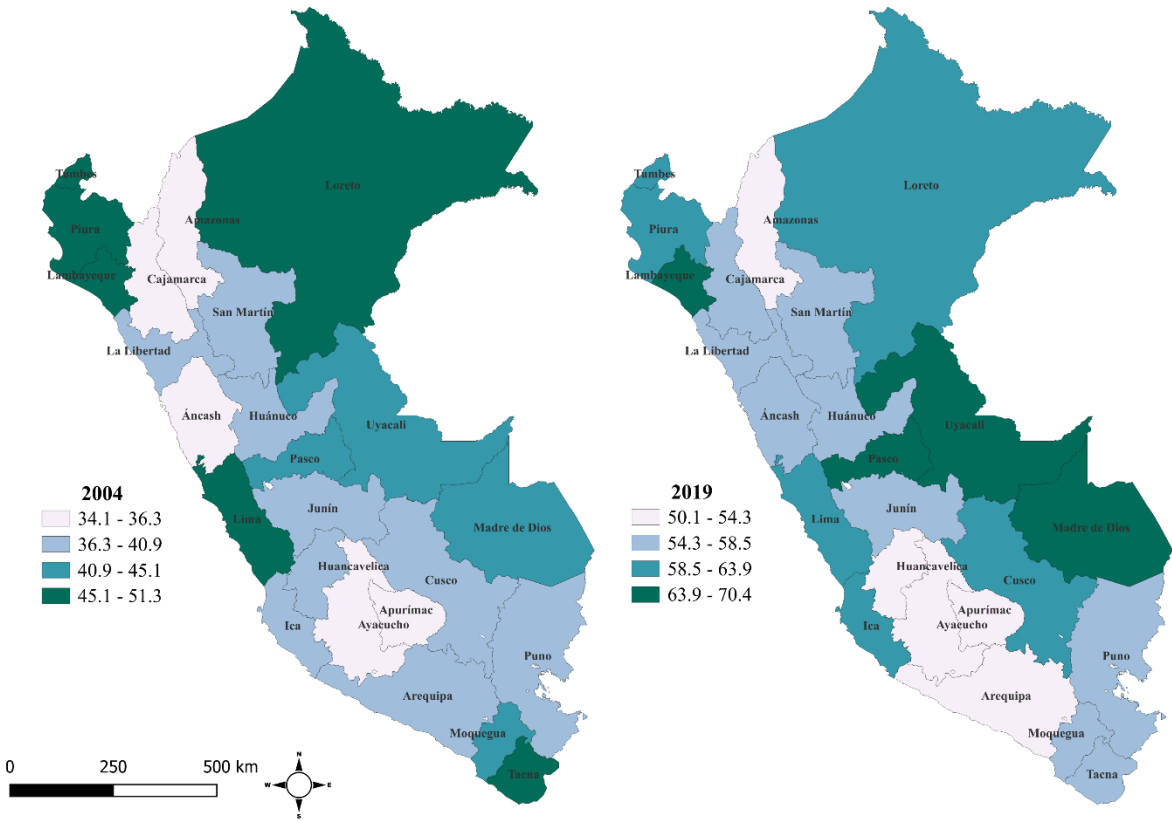 Tumbes
Loreto
Piura
Amazonas
Lambayeque
Cajamarca
San Martín
La Libertad
Áncash
Huánuco
Uyacali
Pasco
Lima
Junín
Madre de Dios
Huancavelica
Cusco
Apurímac
Ica
Ayacucho
Puno
Arequipa
Moquegua
Tacna
2004
34.1 - 36.3
36.3 - 40.9
40.9 - 45.1
45.1 - 51.3
0 250 500 km
N
W E
S
Tumbes
Loreto
Piura
Amazonas
Lambayeque
Cajamarca
San Martín
La Libertad
Áncash
Huánuco
Uyacali
Pasco
Lima
Junín
Madre de Dios
Huancavelica
Cusco
Apurímac
Ica
Ayacucho
Puno
Arequipa
Moquegua
Tacna
2019
50.1 - 54.3
54.3 - 58.5
58.5 - 63.9
63.9 - 70.4